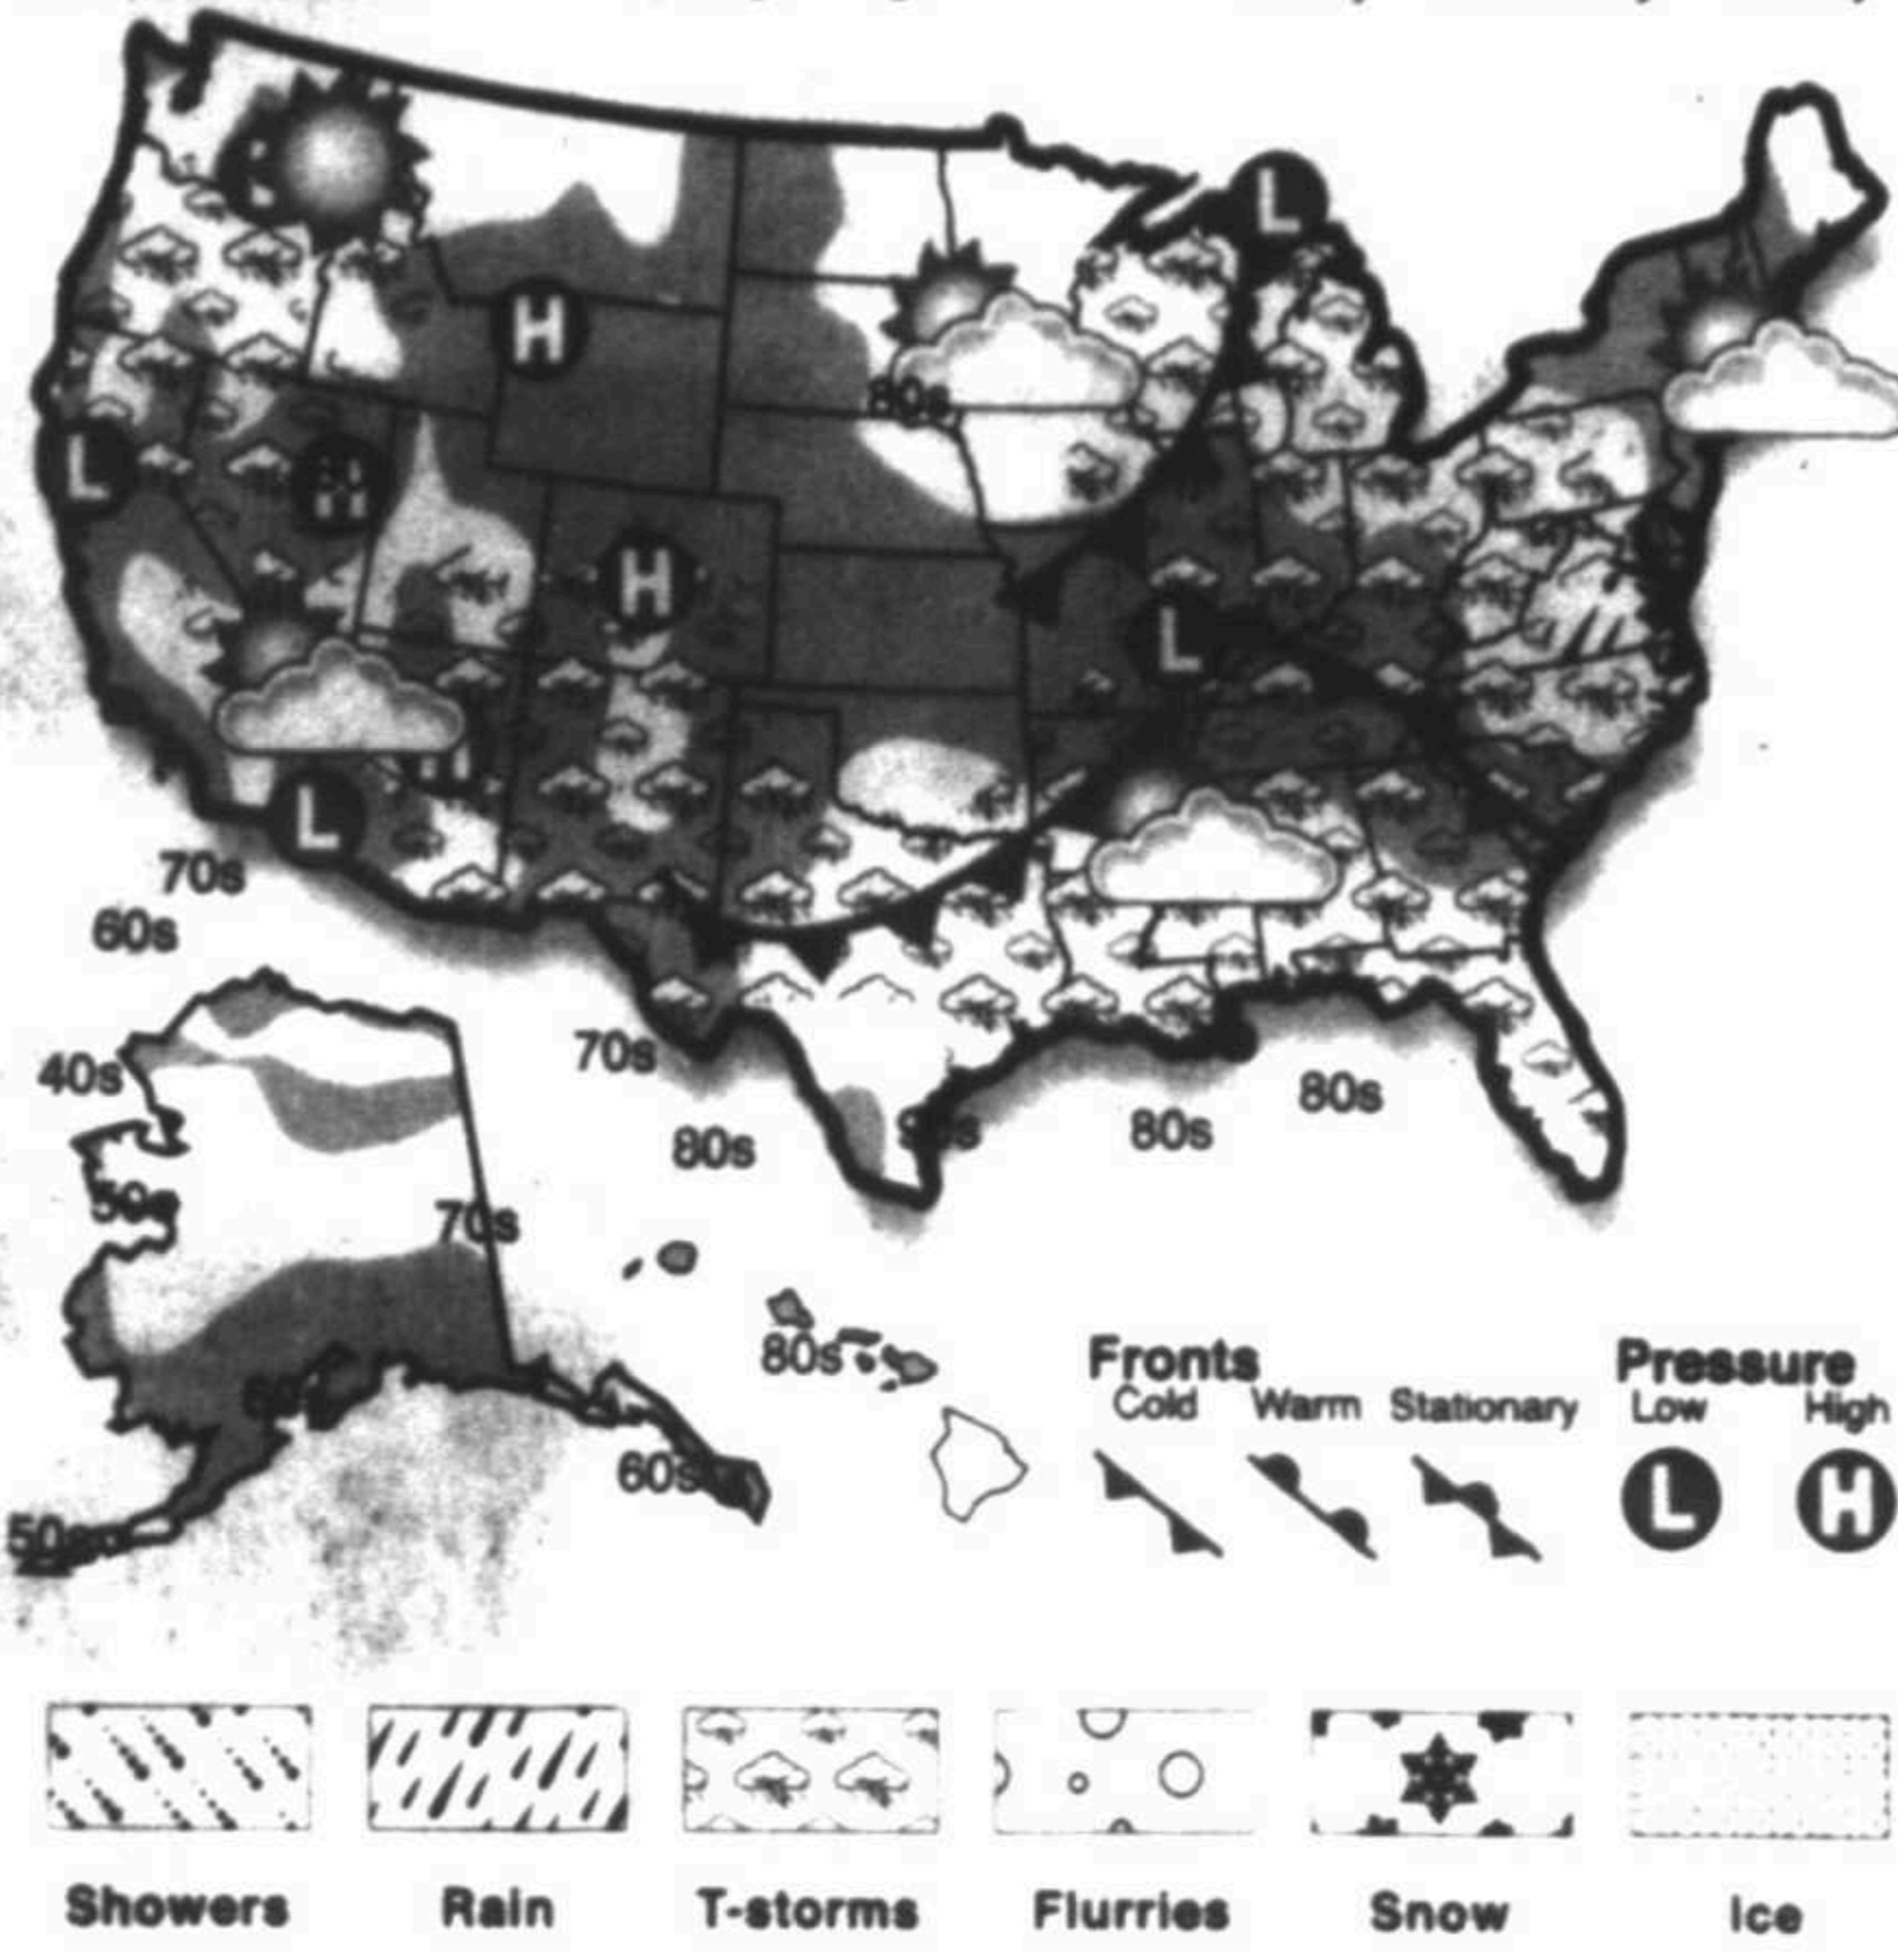 L
H
80s
L
H
H
L
L
70s
60s
70s
40s
80s
80s
80s
70s
80s
Fronts
Pressure
Cold Warm Stationary Low High
L H
60s
50s
Showers Rain T-storms Flurries Snow Ice